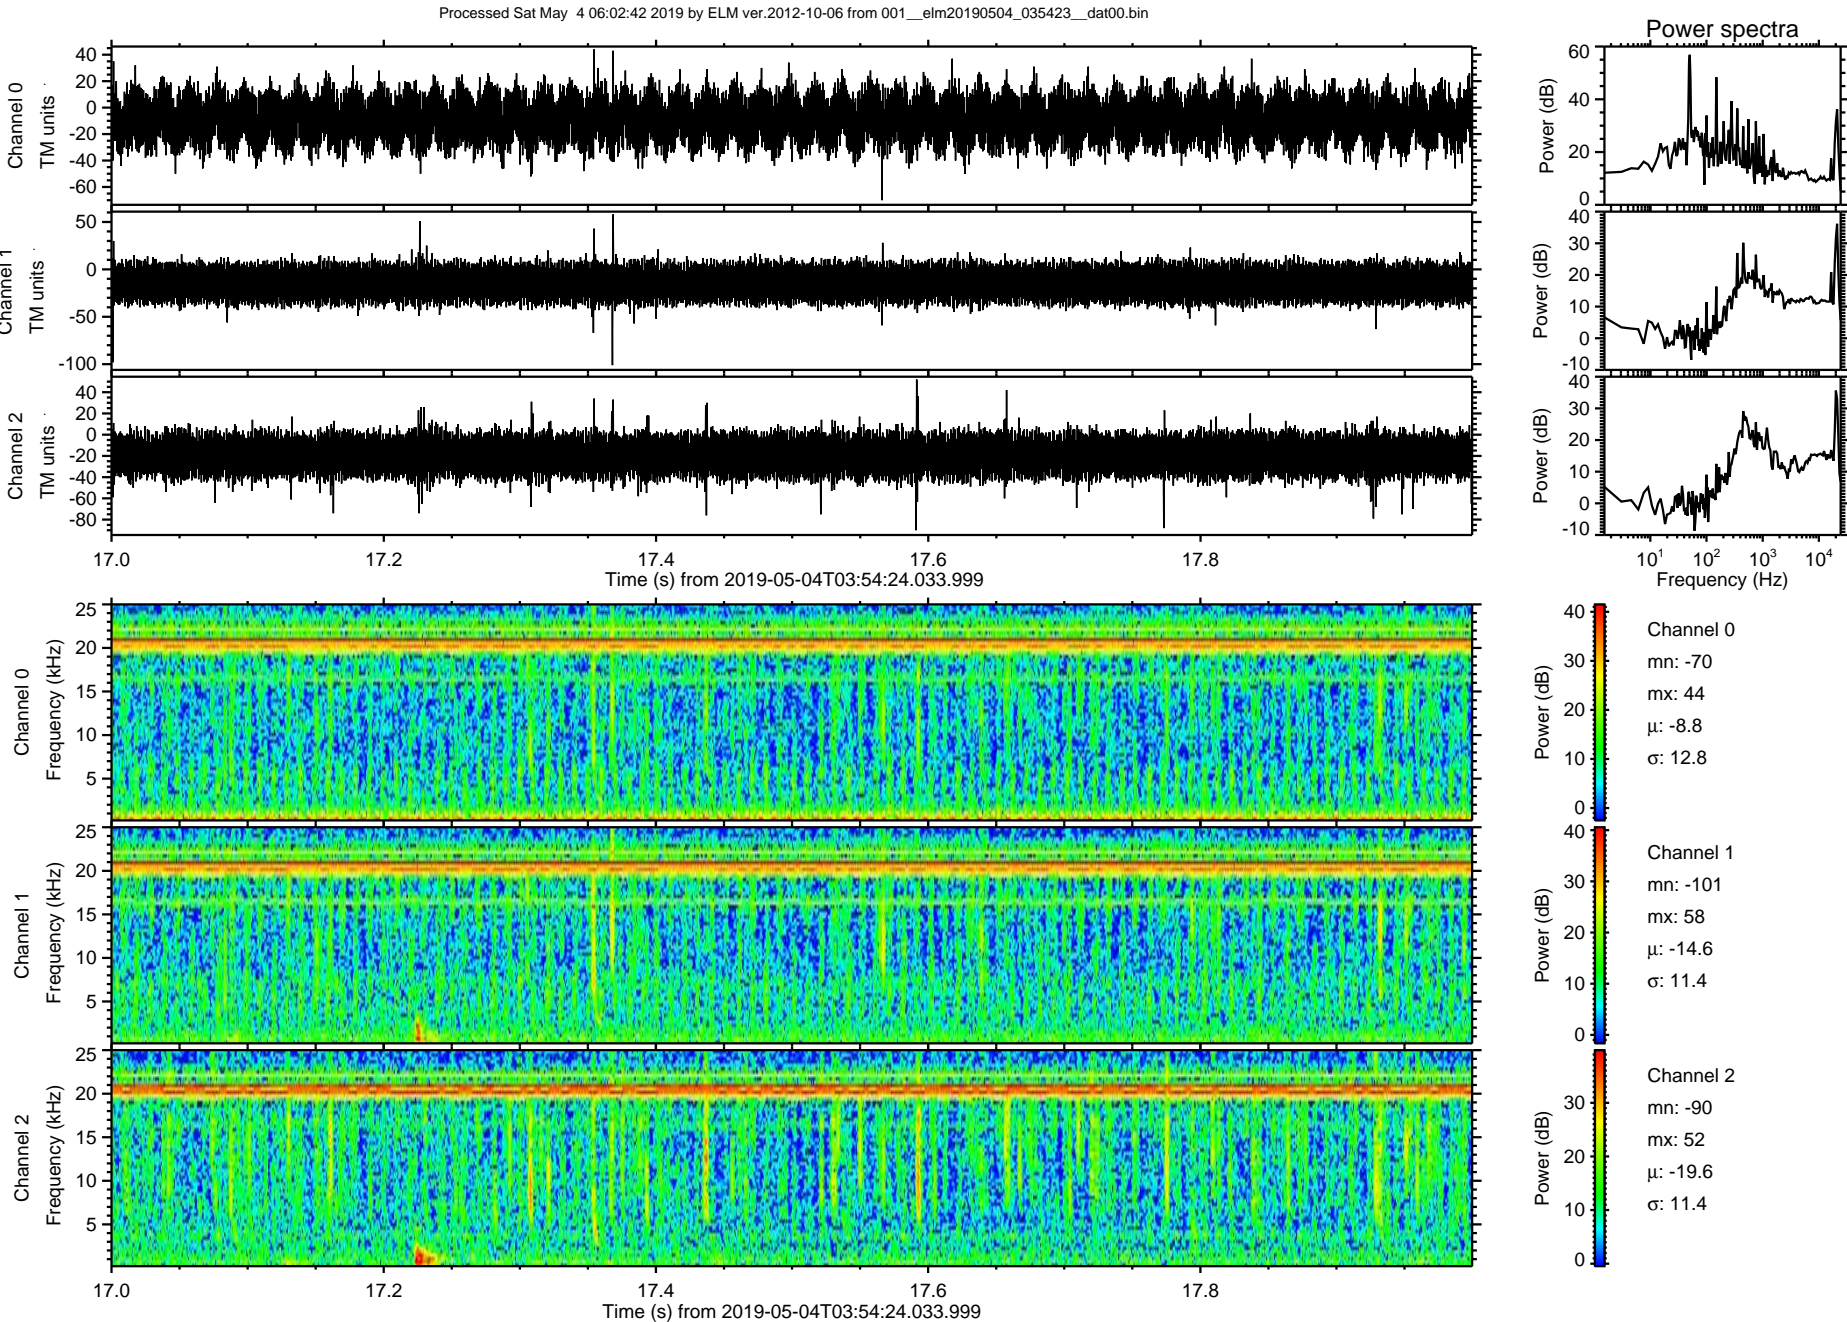 Processed Sat May  4 06:02:42 2019 by ELM ver.2012-10-06 from 001__elm20190504_035423__dat00.bin
Power spectra
Channel 0
TM units
40
20
0
-20
-40
-60
Power (dB)
60
40
20
0
Channel 1
TM units
50
0
-50
-100
Power (dB)
40
30
20
10
0
-10
Channel 2
TM units
40
20
0
-20
-40
-60
-80
Power (dB)
40
30
20
10
0
-10
17.0 17.2 17.4 17.6 17.8
Time (s) from 2019-05-04T03:54:24.033.999
10¹ 10² 10³ 10⁴
Frequency (Hz)
Channel 0
Frequency (kHz)
25
20
15
10
5
Power (dB)
40
30
20
10
0
Channel 0
mn: -70
mx: 44
μ: -8.8
σ: 12.8
Channel 1
Frequency (kHz)
25
20
15
10
5
Power (dB)
40
30
20
10
0
Channel 1
mn: -101
mx: 58
μ: -14.6
σ: 11.4
Channel 2
Frequency (kHz)
25
20
15
10
5
Power (dB)
30
20
10
0
Channel 2
mn: -90
mx: 52
μ: -19.6
σ: 11.4
17.0 17.2 17.4 17.6 17.8
Time (s) from 2019-05-04T03:54:24.033.999